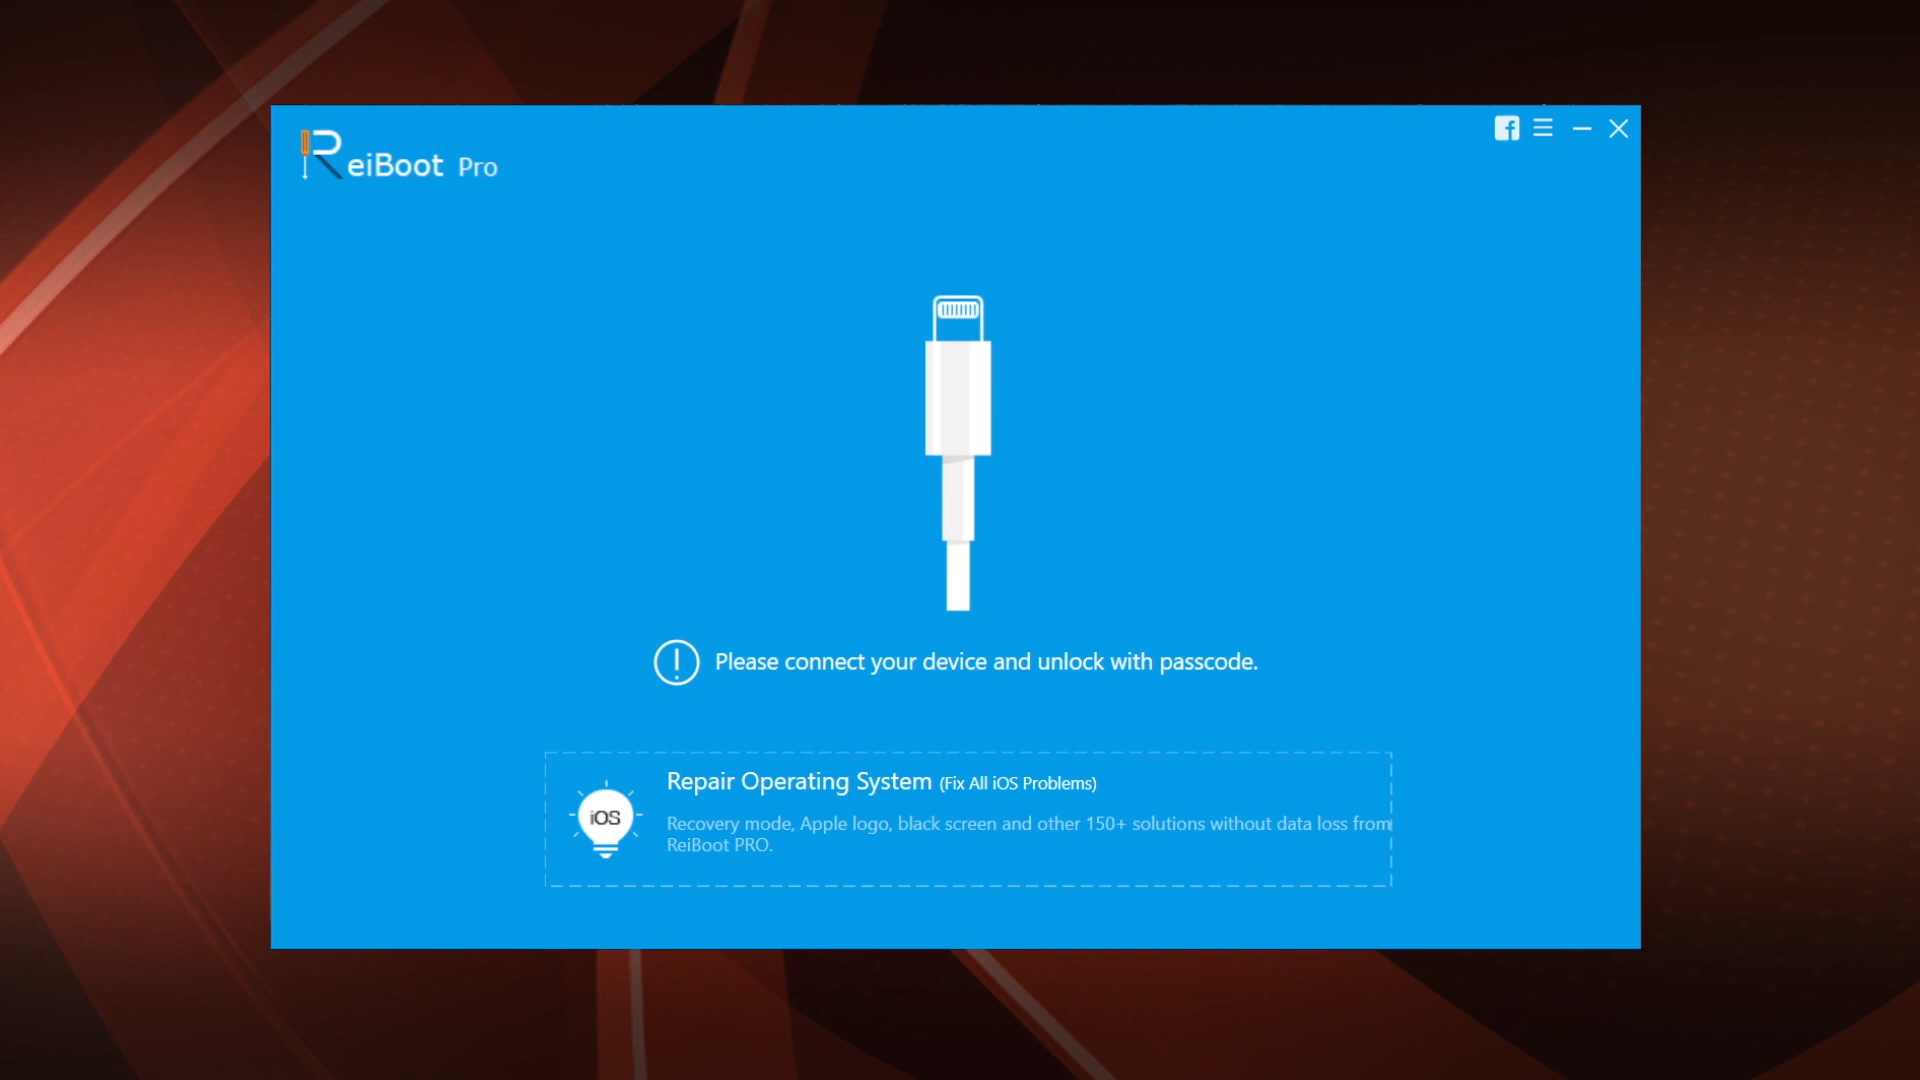 ReiBoot Pro
Please connect your device and unlock with passcode.
Repair Operating System (Fix All iOS Problems)
iOS
Recovery mode, Apple logo, black screen and other 150+ solutions without data loss from
ReiBoot PRO.